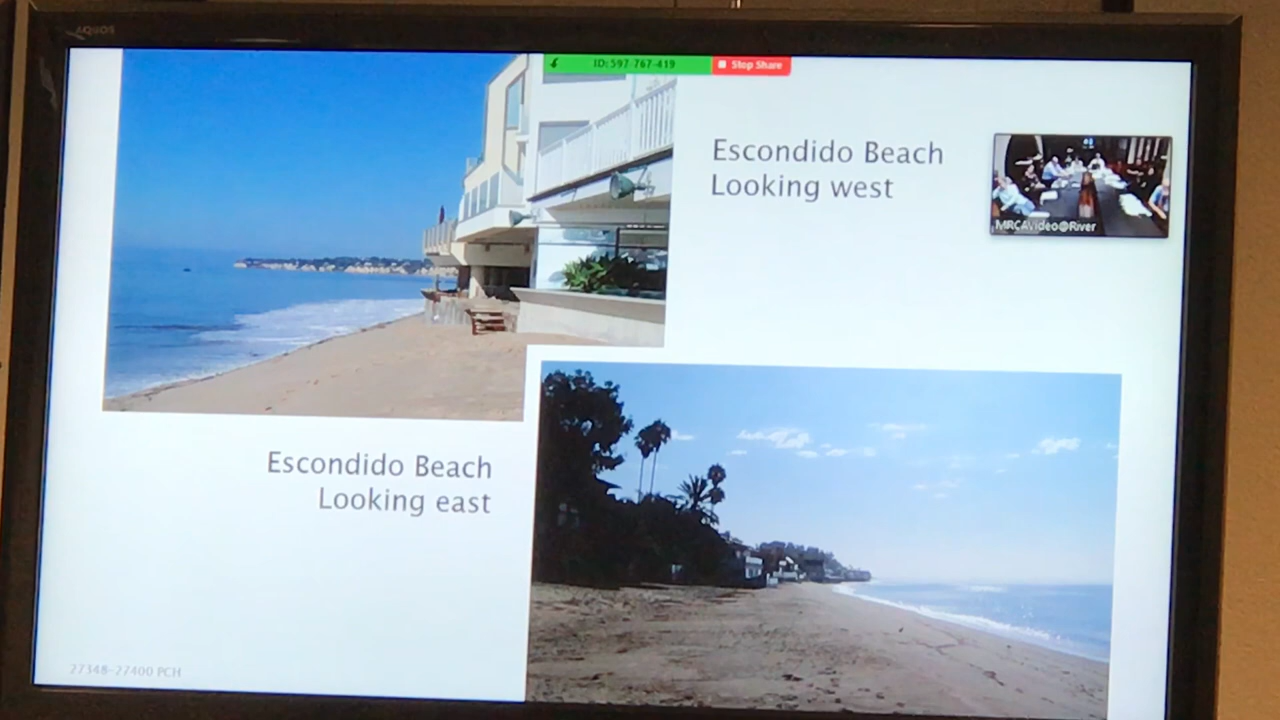 AQUOS
ID: 597-767-419
Stop Share
Escondido Beach
Looking west
MRCAVideo@River
Escondido Beach
Looking east
27348-27400 PCH